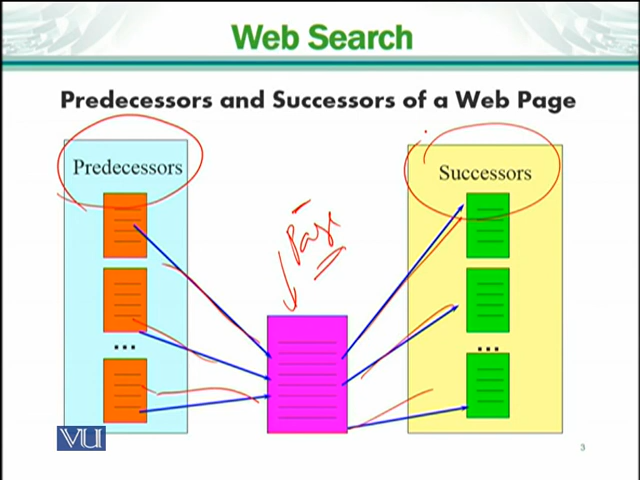 Web Search
Predecessors and Successors of a Web Page
Predecessors
Successors
Page
...
...
VU
3